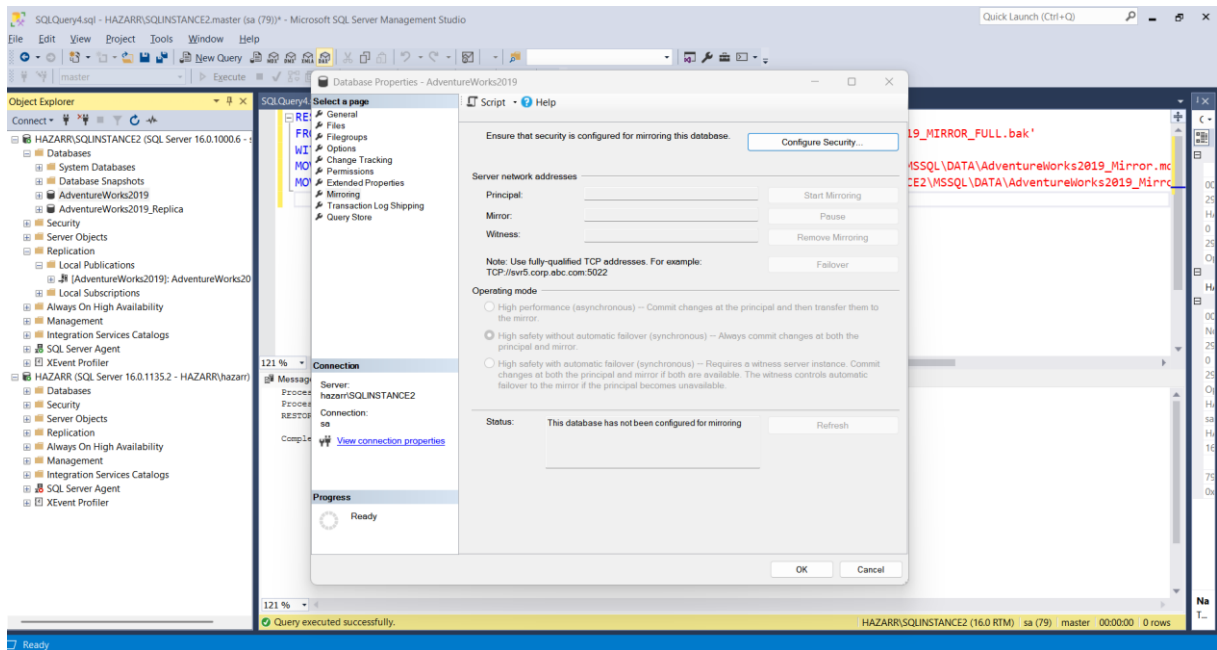 SQLQuery4.sql - HAZARR\SQLINSTANCE2.master (sa (79))* - Microsoft SQL Server Management Studio
Quick Launch (Ctrl+Q)
File Edit View Project Tools Window Help
New Query
master
Execute
Object Explorer
Connect
HAZARR\SQLINSTANCE2 (SQL Server 16.0.1000.6 - s
Databases
System Databases
Database Snapshots
AdventureWorks2019
AdventureWorks2019_Replica
Security
Server Objects
Replication
Local Publications
[AdventureWorks2019]: AdventureWorks20
Local Subscriptions
Always On High Availability
Management
Integration Services Catalogs
SQL Server Agent
XEvent Profiler
HAZARR (SQL Server 16.0.1135.2 - HAZARR\hazarr)
Databases
Security
Server Objects
Replication
Always On High Availability
Management
Integration Services Catalogs
SQL Server Agent
XEvent Profiler
SQLQuery4.
RES
FRO
WIT
MOV
MOV
19_MIRROR_FULL.bak'
MSSQL\DATA\AdventureWorks2019_Mirror.md
CE2\MSSQL\DATA\AdventureWorks2019_Mirro
121 %
Messag
Proces
Proces
RESTOR
Comple
Database Properties - AdventureWorks2019
Select a page
General
Files
Filegroups
Options
Change Tracking
Permissions
Extended Properties
Mirroring
Transaction Log Shipping
Query Store
Connection
Server:
hazarr\SQLINSTANCE2
Connection:
sa
View connection properties
Progress
Ready
Script Help
Ensure that security is configured for mirroring this database.
Configure Security...
Server network addresses
Principal:
Start Mirroring
Mirror:
Pause
Witness:
Remove Mirroring
Note: Use fully-qualified TCP addresses. For example:
TCP://svr5.corp.abc.com:5022
Failover
Operating mode
High performance (asynchronous) -- Commit changes at the principal and then transfer them to
the mirror.
High safety without automatic failover (synchronous) -- Always commit changes at both the
principal and mirror.
High safety with automatic failover (synchronous) -- Requires a witness server instance. Commit
changes at both the principal and mirror if both are available. The witness controls automatic
failover to the mirror if the principal becomes unavailable.
Status:
This database has not been configured for mirroring
Refresh
OK Cancel
121 %
Query executed successfully.
HAZARR\SQLINSTANCE2 (16.0 RTM) sa (79) master 00:00:00 0 rows
Na
Ready